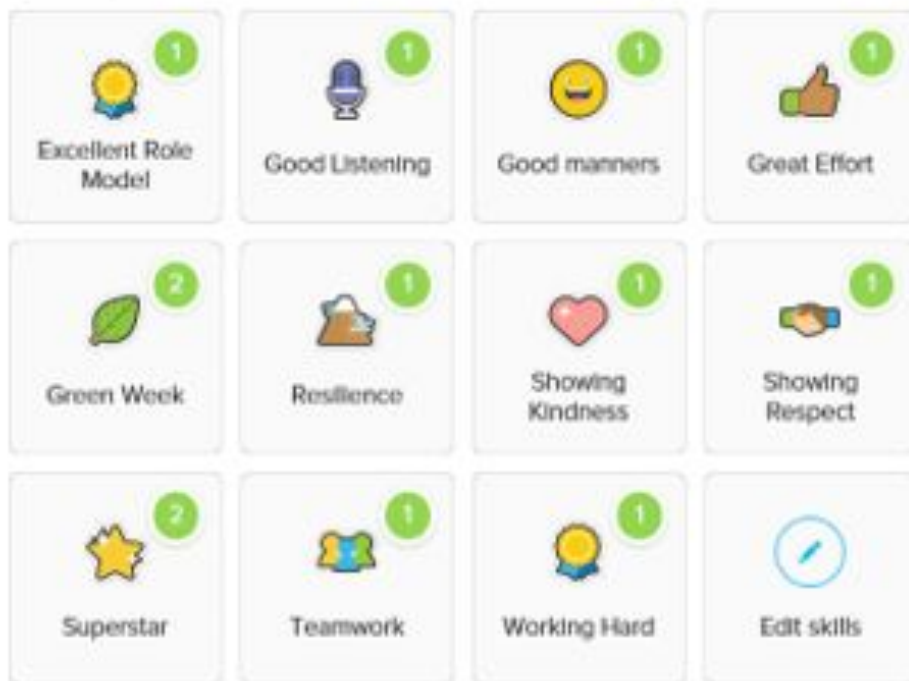 1
1
1
1
Excellent Role
Model
Good Listening
Good manners
Great Effort
2
1
1
1
Green Week
Resilience
Showing
Kindness
Showing
Respect
2
1
1
Superstar
Teamwork
Working Hard
Edit skills